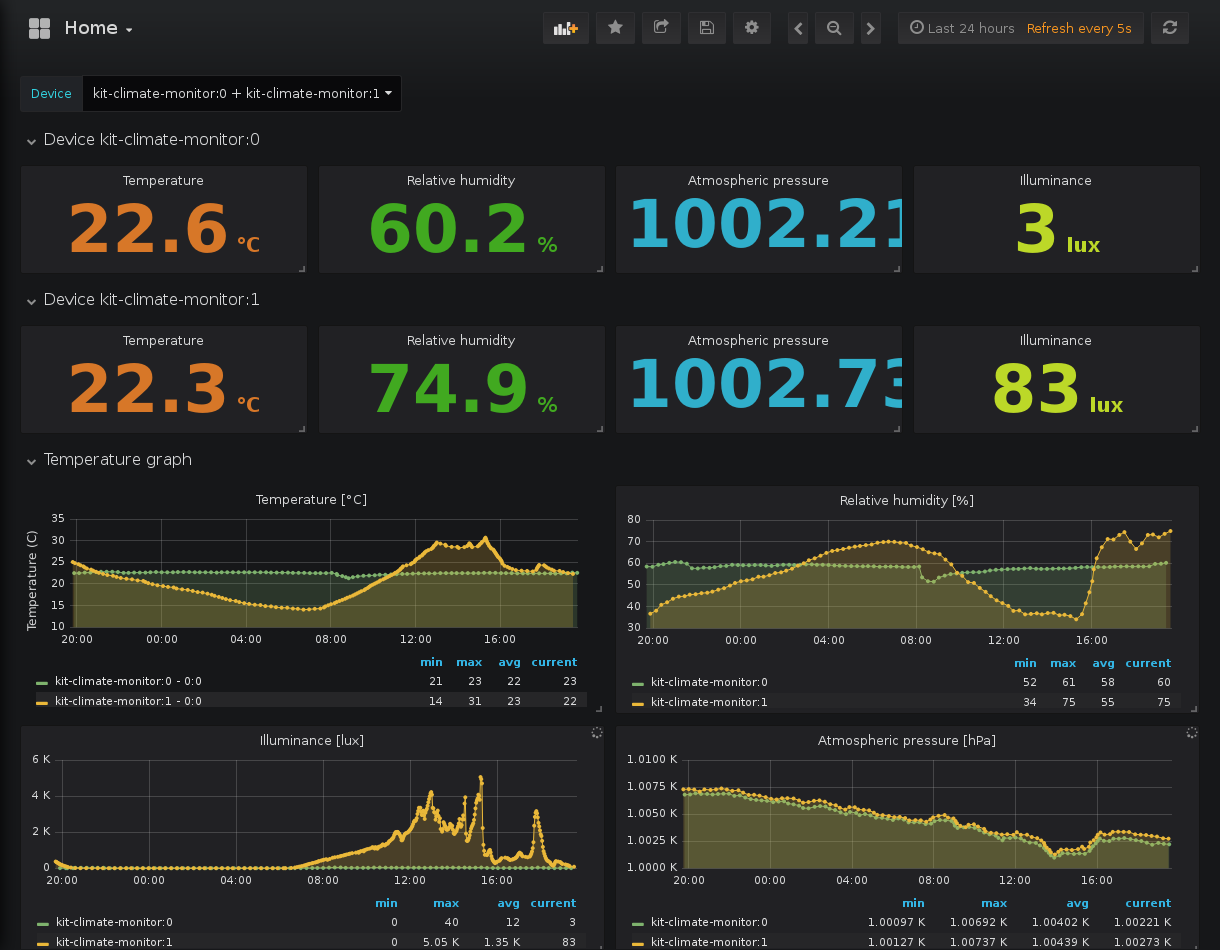 Home
Last 24 hours Refresh every 5s
Device kit-climate-monitor:0 + kit-climate-monitor:1
Device kit-climate-monitor:0
Temperature Relative humidity Atmospheric pressure Illuminance
22.6 °C 60.2 % 1002.21 3 lux
Device kit-climate-monitor:1
Temperature Relative humidity Atmospheric pressure Illuminance
22.3 °C 74.9 % 1002.73 83 lux
Temperature graph
Temperature [°C]
Temperature (C)
35
30
25
20
15
10
20:00 00:00 04:00 08:00 12:00 16:00
min max avg current
kit-climate-monitor:0 - 0:0 21 23 22 23
kit-climate-monitor:1 - 0:0 14 31 23 22
Relative humidity [%]
80
70
60
50
40
30
20:00 00:00 04:00 08:00 12:00 16:00
min max avg current
kit-climate-monitor:0 52 61 58 60
kit-climate-monitor:1 34 75 55 75
Illuminance [lux]
6 K
4 K
2 K
0
20:00 00:00 04:00 08:00 12:00 16:00
min max avg current
kit-climate-monitor:0 0 40 12 3
kit-climate-monitor:1 0 5.05 K 1.35 K 83
Atmospheric pressure [hPa]
1.0100 K
1.0075 K
1.0050 K
1.0025 K
1.0000 K
20:00 00:00 04:00 08:00 12:00 16:00
min max avg current
kit-climate-monitor:0 1.00097 K 1.00692 K 1.00402 K 1.00221 K
kit-climate-monitor:1 1.00127 K 1.00737 K 1.00439 K 1.00273 K